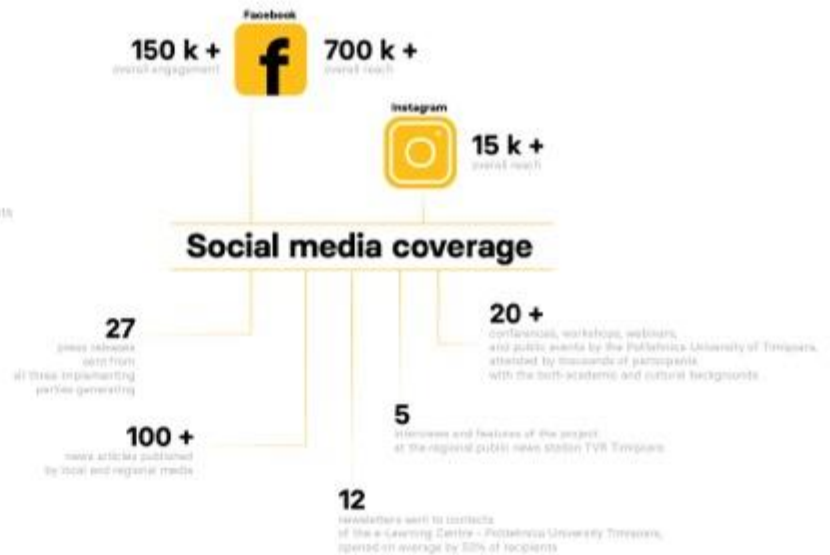 Facebook
150 k +
overall engagement
700 k +
overall reach
Instagram
15 k +
overall reach
Social media coverage
27
press releases
sent from
all three implementing
parties generating
100 +
news articles published
by local and regional media
20 +
conferences, workshops, webinars,
and public events by the Politehnica University of Timișoara,
attended by thousands of participants
with the both academic and cultural backgrounds
5
interviews and features of the project
at the regional public news station TVR Timișoara
12
newsletters sent to contacts
of the e-Learning Centre - Politehnica University Timișoara,
opened on average by 50% of recipients